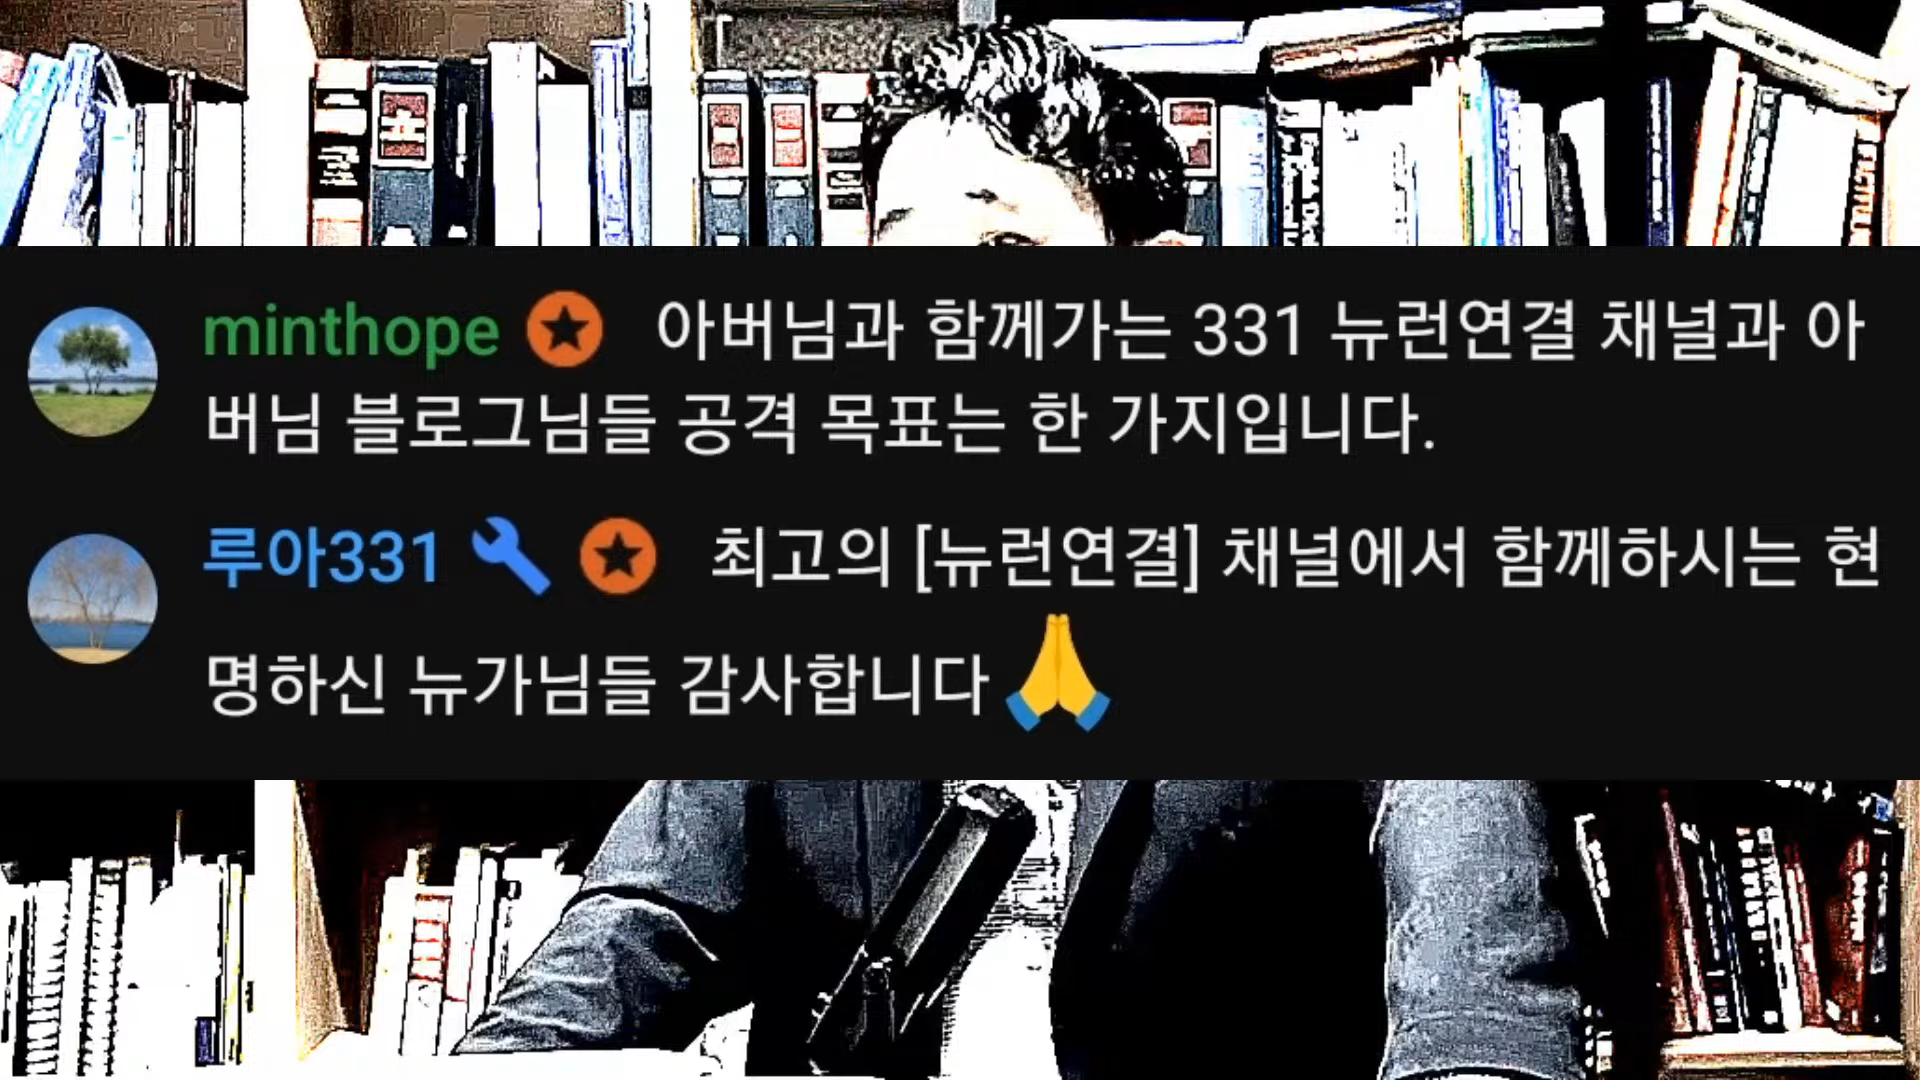 minthope 아버님과 함께가는 331 뉴런연결 채널과 아
버님 블로그님들 공격 목표는 한 가지입니다.
루아331 최고의 [뉴런연결] 채널에서 함께하시는 현
명하신 뉴가님들 감사합니다